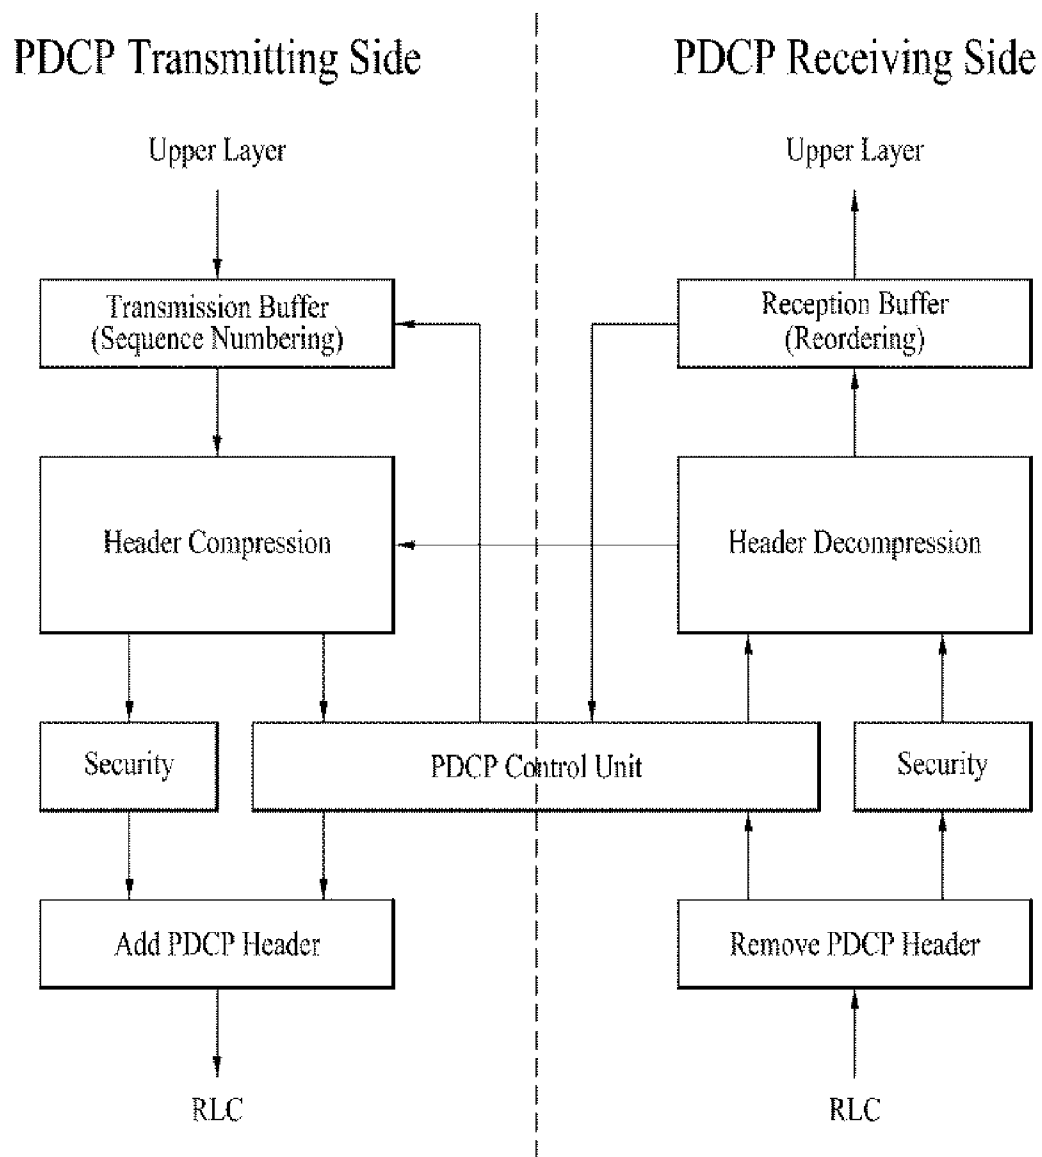 PDCP Transmitting Side
PDCP Receiving Side
Upper Layer
Upper Layer
Transmission Buffer
(Sequence Numbering)
Reception Buffer
(Reordering)
Header Compression
Header Decompression
Security
PDCP Control Unit
Security
Add PDCP Header
Remove PDCP Header
RLC
RLC